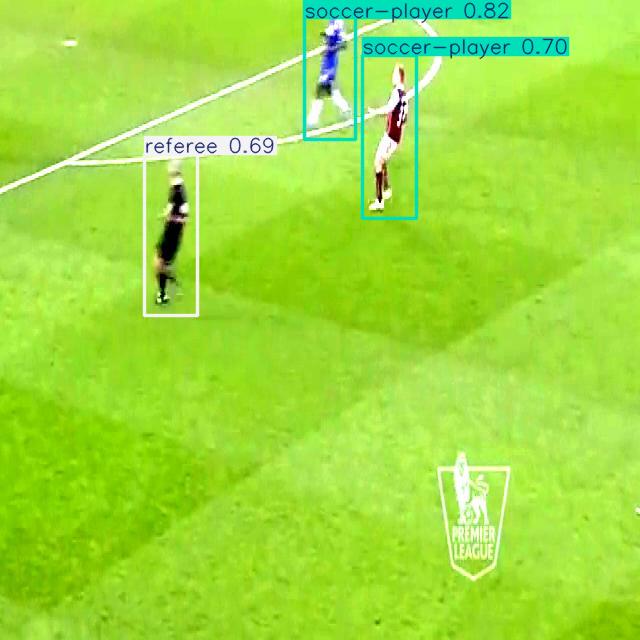 soccer-player 0.82
soccer-player 0.70
referee 0.69
PREMIER
LEAGUE